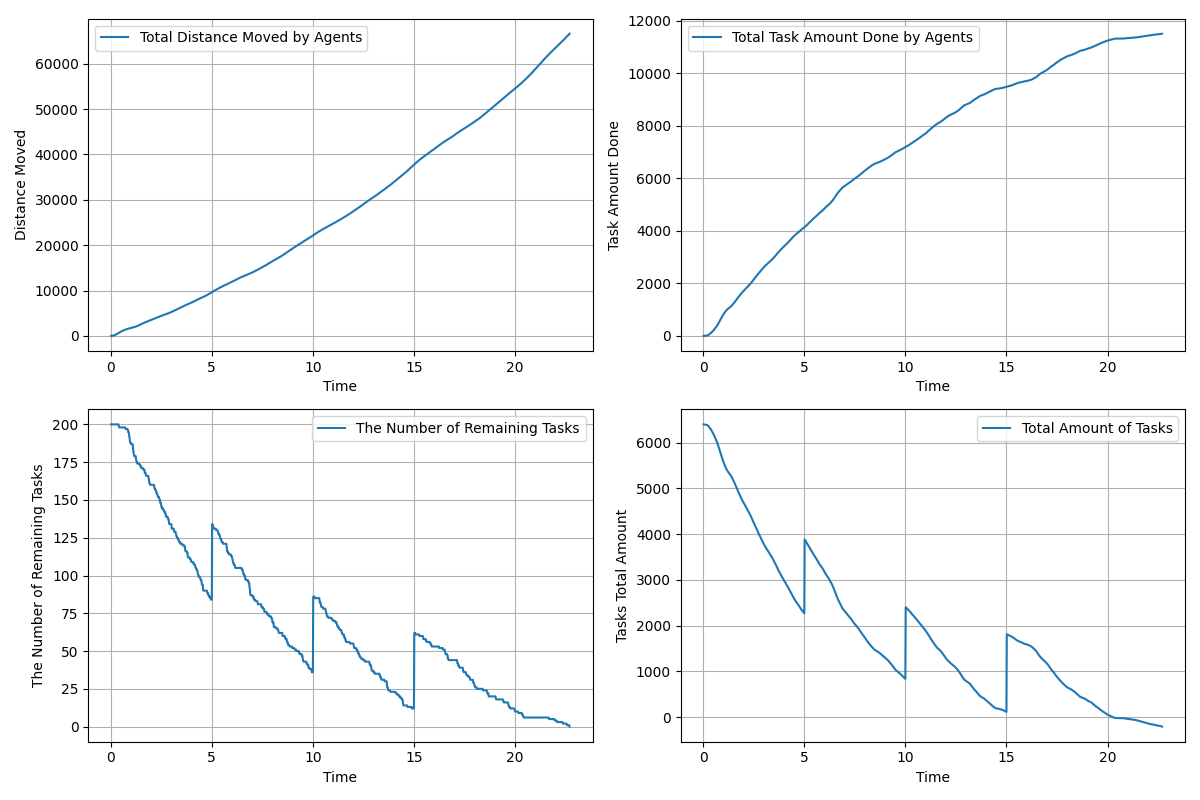 Total Distance Moved by Agents
Distance Moved
60000
50000
40000
30000
20000
10000
0
0 5 10 15 20
Time
Total Task Amount Done by Agents
Task Amount Done
12000
10000
8000
6000
4000
2000
0
0 5 10 15 20
Time
The Number of Remaining Tasks
The Number of Remaining Tasks
200
175
150
125
100
75
50
25
0
0 5 10 15 20
Time
Total Amount of Tasks
Tasks Total Amount
6000
5000
4000
3000
2000
1000
0
0 5 10 15 20
Time